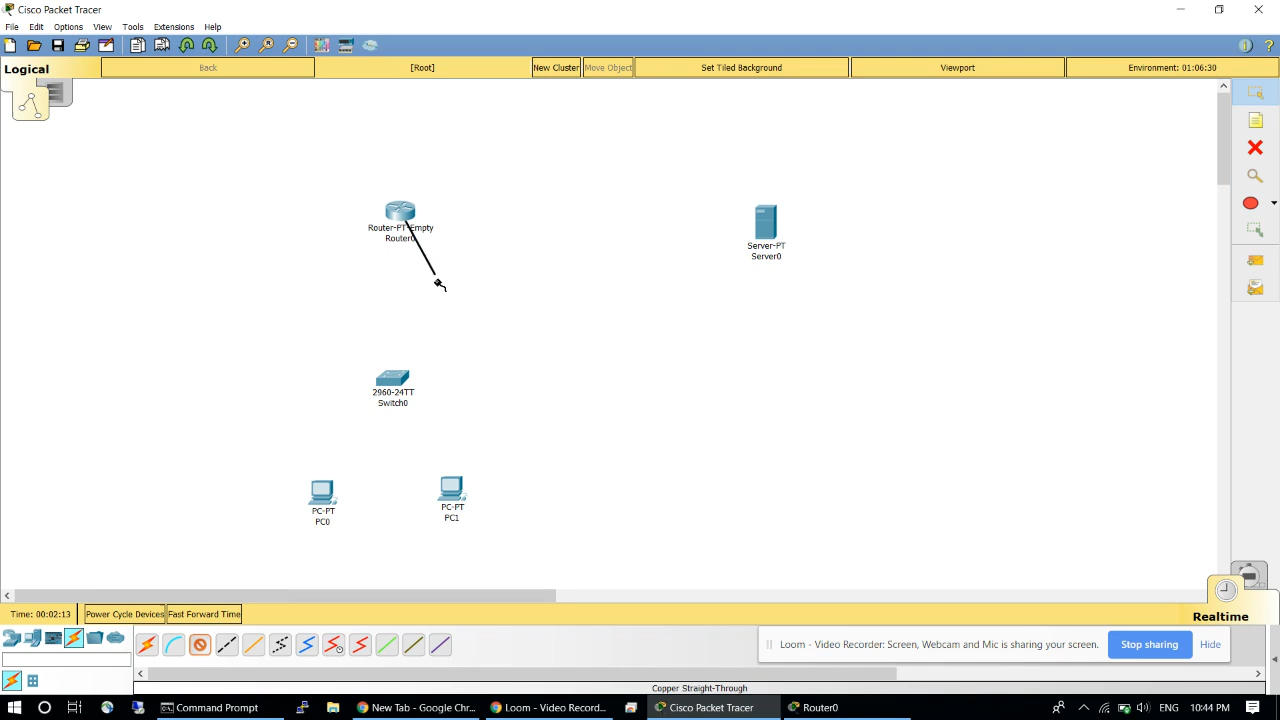 Cisco Packet Tracer
File Edit Options View Tools Extensions Help
Logical
Back
[Root]
New Cluster
Move Object
Set Tiled Background
Viewport
Environment: 01:06:30
Router-PT-Empty
Router0
Server-PT
Server0
2960-24TT
Switch0
PC-PT
PC0
PC-PT
PC1
Time: 00:02:13
Power Cycle Devices
Fast Forward Time
Realtime
Loom - Video Recorder: Screen, Webcam and Mic is sharing your screen.
Stop sharing
Hide
Copper Straight-Through
Command Prompt
New Tab - Google Chr...
Loom - Video Record...
Cisco Packet Tracer
Router0
ENG
10:44 PM